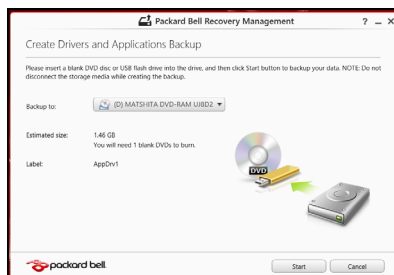 Packard Bell Recovery Management
? _ X
Create Drivers and Applications Backup
Please insert a blank DVD disc or USB flash drive into the drive, and then click Start button to backup your data. NOTE: Do not
disconnect the storage media while creating the backup.
Backup to: (D) MATSHITA DVD-RAM UJ8D2
Estimated size: 1.46 GB
You will need 1 blank DVDs to burn.
Label: AppDrv1
DVD
packard bell
Start Cancel